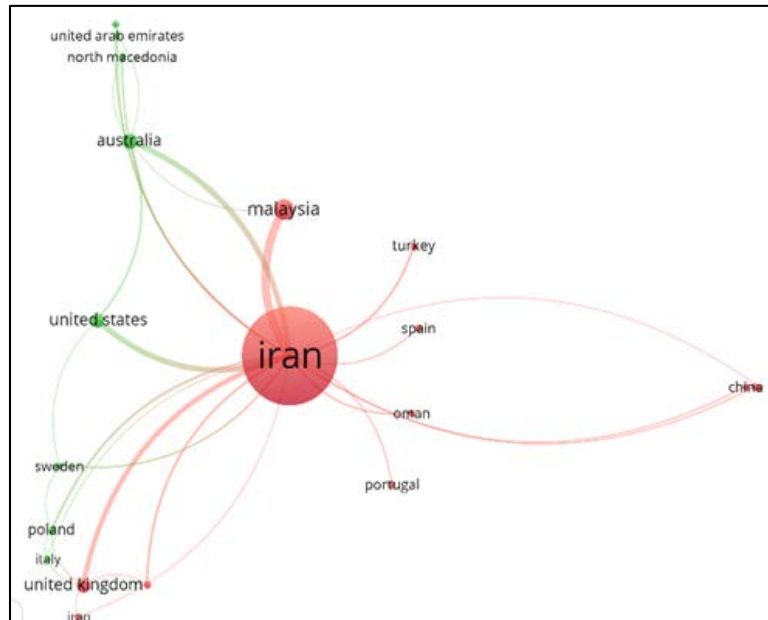 united arab emirates
north macedonia
australia
malaysia
turkey
united states
spain
iran
china
oman
sweden
portugal
poland
italy
united kingdom
iran